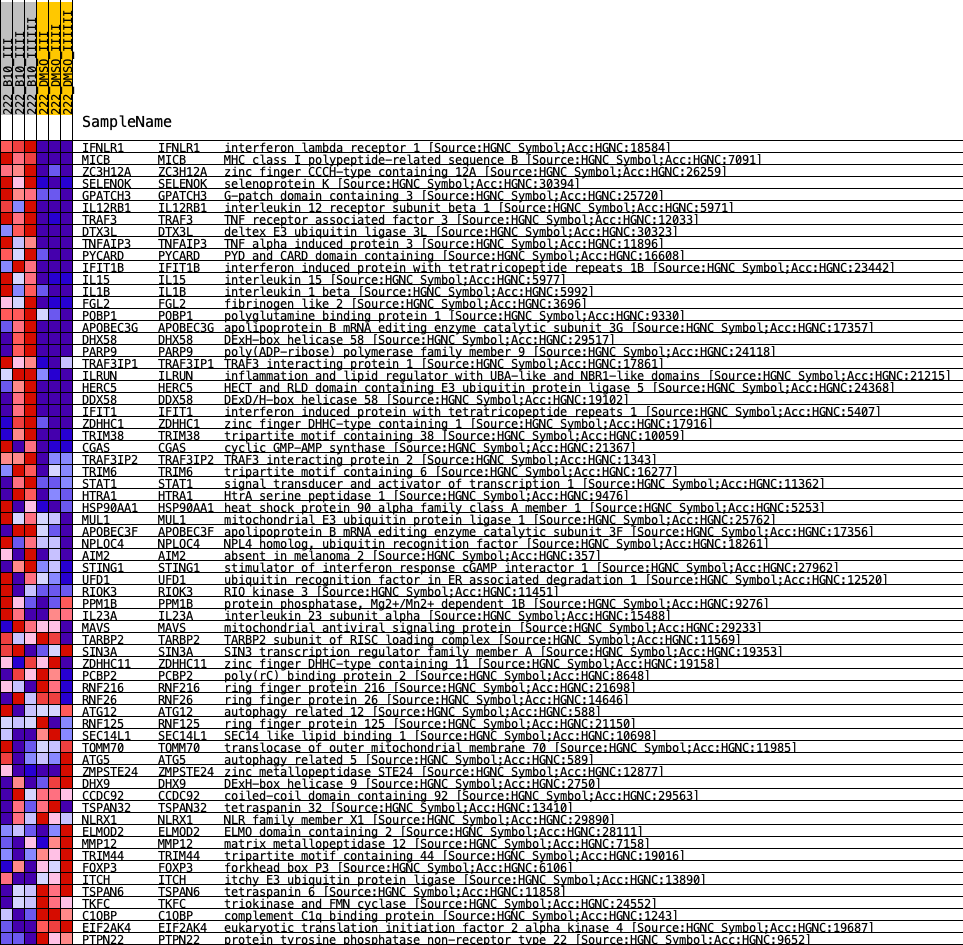 222_B10_III
222_B10_IIII
222_B10_IIIIII
222_DMSO_III
222_DMSO_IIII
222_DMSO_IIIIII
SampleName
IFNLR1 IFNLR1 interferon lambda receptor 1 [Source:HGNC Symbol;Acc:HGNC:18584]
MICB MICB MHC class I polypeptide-related sequence B [Source:HGNC Symbol;Acc:HGNC:7091]
ZC3H12A ZC3H12A zinc finger CCCH-type containing 12A [Source:HGNC Symbol;Acc:HGNC:26259]
SELENOK SELENOK selenoprotein K [Source:HGNC Symbol;Acc:HGNC:30394]
GPATCH3 GPATCH3 G-patch domain containing 3 [Source:HGNC Symbol;Acc:HGNC:25720]
IL12RB1 IL12RB1 interleukin 12 receptor subunit beta 1 [Source:HGNC Symbol;Acc:HGNC:5971]
TRAF3 TRAF3 TNF receptor associated factor 3 [Source:HGNC Symbol;Acc:HGNC:12033]
DTX3L DTX3L deltex E3 ubiquitin ligase 3L [Source:HGNC Symbol;Acc:HGNC:30323]
TNFAIP3 TNFAIP3 TNF alpha induced protein 3 [Source:HGNC Symbol;Acc:HGNC:11896]
PYCARD PYCARD PYD and CARD domain containing [Source:HGNC Symbol;Acc:HGNC:16608]
IFIT1B IFIT1B interferon induced protein with tetratricopeptide repeats 1B [Source:HGNC Symbol;Acc:HGNC:23442]
IL15 IL15 interleukin 15 [Source:HGNC Symbol;Acc:HGNC:5977]
IL1B IL1B interleukin 1 beta [Source:HGNC Symbol;Acc:HGNC:5992]
FGL2 FGL2 fibrinogen like 2 [Source:HGNC Symbol;Acc:HGNC:3696]
PQBP1 PQBP1 polyglutamine binding protein 1 [Source:HGNC Symbol;Acc:HGNC:9330]
APOBEC3G APOBEC3G apolipoprotein B mRNA editing enzyme catalytic subunit 3G [Source:HGNC Symbol;Acc:HGNC:17357]
DHX58 DHX58 DExH-box helicase 58 [Source:HGNC Symbol;Acc:HGNC:29517]
PARP9 PARP9 poly(ADP-ribose) polymerase family member 9 [Source:HGNC Symbol;Acc:HGNC:24118]
TRAF3IP1 TRAF3IP1 TRAF3 interacting protein 1 [Source:HGNC Symbol;Acc:HGNC:17861]
ILRUN ILRUN inflammation and lipid regulator with UBA-like and NBR1-like domains [Source:HGNC Symbol;Acc:HGNC:21215]
HERC5 HERC5 HECT and RLD domain containing E3 ubiquitin protein ligase 5 [Source:HGNC Symbol;Acc:HGNC:24368]
DDX58 DDX58 DExD/H-box helicase 58 [Source:HGNC Symbol;Acc:HGNC:19102]
IFIT1 IFIT1 interferon induced protein with tetratricopeptide repeats 1 [Source:HGNC Symbol;Acc:HGNC:5407]
ZDHHC1 ZDHHC1 zinc finger DHHC-type containing 1 [Source:HGNC Symbol;Acc:HGNC:17916]
TRIM38 TRIM38 tripartite motif containing 38 [Source:HGNC Symbol;Acc:HGNC:10059]
CGAS CGAS cyclic GMP-AMP synthase [Source:HGNC Symbol;Acc:HGNC:21367]
TRAF3IP2 TRAF3IP2 TRAF3 interacting protein 2 [Source:HGNC Symbol;Acc:HGNC:1343]
TRIM6 TRIM6 tripartite motif containing 6 [Source:HGNC Symbol;Acc:HGNC:16277]
STAT1 STAT1 signal transducer and activator of transcription 1 [Source:HGNC Symbol;Acc:HGNC:11362]
HTRA1 HTRA1 HtrA serine peptidase 1 [Source:HGNC Symbol;Acc:HGNC:9476]
HSP90AA1 HSP90AA1 heat shock protein 90 alpha family class A member 1 [Source:HGNC Symbol;Acc:HGNC:5253]
MUL1 MUL1 mitochondrial E3 ubiquitin protein ligase 1 [Source:HGNC Symbol;Acc:HGNC:25762]
APOBEC3F APOBEC3F apolipoprotein B mRNA editing enzyme catalytic subunit 3F [Source:HGNC Symbol;Acc:HGNC:17356]
NPLOC4 NPLOC4 NPL4 homolog, ubiquitin recognition factor [Source:HGNC Symbol;Acc:HGNC:18261]
AIM2 AIM2 absent in melanoma 2 [Source:HGNC Symbol;Acc:HGNC:357]
STING1 STING1 stimulator of interferon response cGAMP interactor 1 [Source:HGNC Symbol;Acc:HGNC:27962]
UFD1 UFD1 ubiquitin recognition factor in ER associated degradation 1 [Source:HGNC Symbol;Acc:HGNC:12520]
RIOK3 RIOK3 RIO kinase 3 [Source:HGNC Symbol;Acc:HGNC:11451]
PPM1B PPM1B protein phosphatase, Mg2+/Mn2+ dependent 1B [Source:HGNC Symbol;Acc:HGNC:9276]
IL23A IL23A interleukin 23 subunit alpha [Source:HGNC Symbol;Acc:HGNC:15488]
MAVS MAVS mitochondrial antiviral signaling protein [Source:HGNC Symbol;Acc:HGNC:29233]
TARBP2 TARBP2 TARBP2 subunit of RISC loading complex [Source:HGNC Symbol;Acc:HGNC:11569]
SIN3A SIN3A SIN3 transcription regulator family member A [Source:HGNC Symbol;Acc:HGNC:19353]
ZDHHC11 ZDHHC11 zinc finger DHHC-type containing 11 [Source:HGNC Symbol;Acc:HGNC:19158]
PCBP2 PCBP2 poly(rC) binding protein 2 [Source:HGNC Symbol;Acc:HGNC:8648]
RNF216 RNF216 ring finger protein 216 [Source:HGNC Symbol;Acc:HGNC:21698]
RNF26 RNF26 ring finger protein 26 [Source:HGNC Symbol;Acc:HGNC:14646]
ATG12 ATG12 autophagy related 12 [Source:HGNC Symbol;Acc:HGNC:588]
RNF125 RNF125 ring finger protein 125 [Source:HGNC Symbol;Acc:HGNC:21150]
SEC14L1 SEC14L1 SEC14 like lipid binding 1 [Source:HGNC Symbol;Acc:HGNC:10698]
TOMM70 TOMM70 translocase of outer mitochondrial membrane 70 [Source:HGNC Symbol;Acc:HGNC:11985]
ATG5 ATG5 autophagy related 5 [Source:HGNC Symbol;Acc:HGNC:589]
ZMPSTE24 ZMPSTE24 zinc metallopeptidase STE24 [Source:HGNC Symbol;Acc:HGNC:12877]
DHX9 DHX9 DExH-box helicase 9 [Source:HGNC Symbol;Acc:HGNC:2750]
CCDC92 CCDC92 coiled-coil domain containing 92 [Source:HGNC Symbol;Acc:HGNC:29563]
TSPAN32 TSPAN32 tetraspanin 32 [Source:HGNC Symbol;Acc:HGNC:13410]
NLRX1 NLRX1 NLR family member X1 [Source:HGNC Symbol;Acc:HGNC:29890]
ELMOD2 ELMOD2 ELMO domain containing 2 [Source:HGNC Symbol;Acc:HGNC:28111]
MMP12 MMP12 matrix metallopeptidase 12 [Source:HGNC Symbol;Acc:HGNC:7158]
TRIM44 TRIM44 tripartite motif containing 44 [Source:HGNC Symbol;Acc:HGNC:19016]
FOXP3 FOXP3 forkhead box P3 [Source:HGNC Symbol;Acc:HGNC:6106]
ITCH ITCH itchy E3 ubiquitin protein ligase [Source:HGNC Symbol;Acc:HGNC:13890]
TSPAN6 TSPAN6 tetraspanin 6 [Source:HGNC Symbol;Acc:HGNC:11858]
TKFC TKFC triokinase and FMN cyclase [Source:HGNC Symbol;Acc:HGNC:24552]
C1QBP C1QBP complement C1q binding protein [Source:HGNC Symbol;Acc:HGNC:1243]
EIF2AK4 EIF2AK4 eukaryotic translation initiation factor 2 alpha kinase 4 [Source:HGNC Symbol;Acc:HGNC:19687]
PTPN22 PTPN22 protein tyrosine phosphatase non-receptor type 22 [Source:HGNC Symbol;Acc:HGNC:9652]